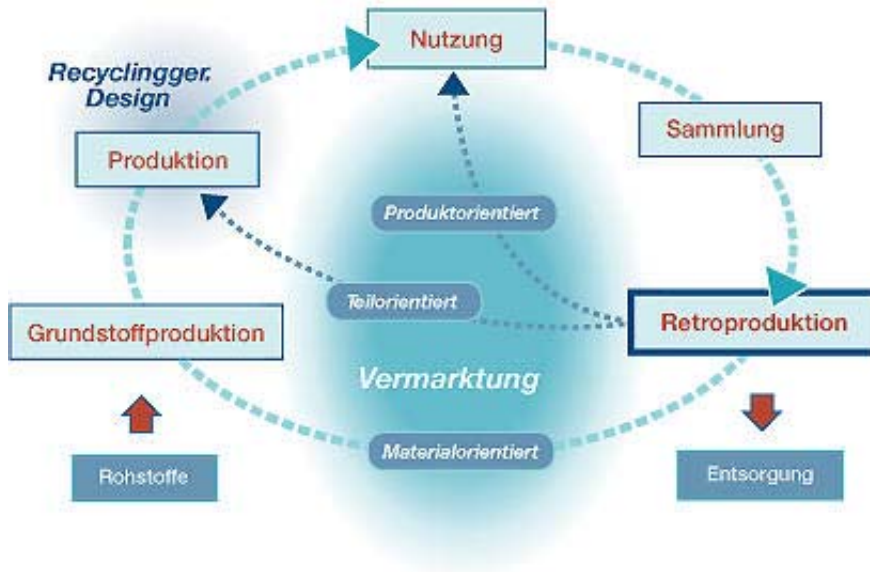 Nutzung
Recyclingger.
Design
Sammlung
Produktion
Produktorientiert
Teilorientiert
Retroproduktion
Grundstoffproduktion
Vermarktung
Materialorientiert
Rohstoffe
Entsorgung